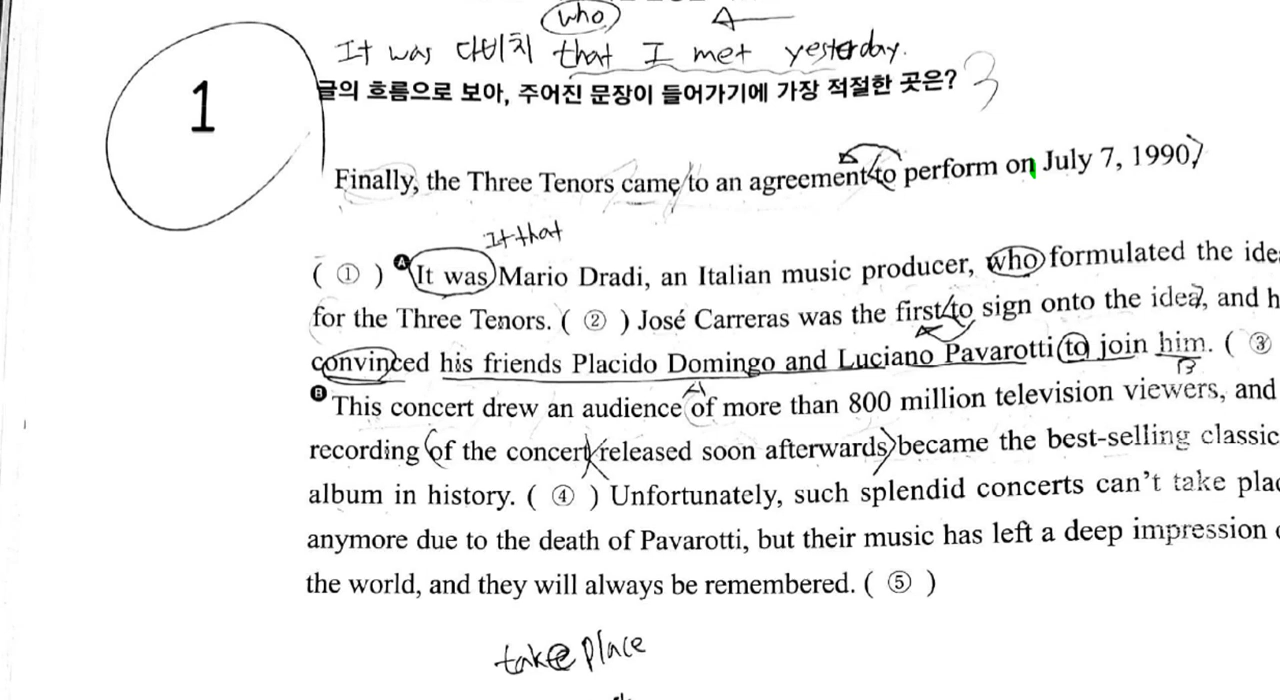 who
It was 다비치 that I met yesterday.
1
글의 흐름으로 보아, 주어진 문장이 들어가기에 가장 적절한 곳은? 3
Finally, the Three Tenors came to an agreement to perform on July 7, 1990
It that
( ① ) A It was Mario Dradi, an Italian music producer, who formulated the ide
for the Three Tenors. ( ② ) José Carreras was the first to sign onto the idea, and h
convinced his friends Placido Domingo and Luciano Pavarotti to join him. ( ③
B This concert drew an audience of more than 800 million television viewers, and
recording of the concert released soon afterwards became the best-selling classic
album in history. ( ④ ) Unfortunately, such splendid concerts can't take plac
anymore due to the death of Pavarotti, but their music has left a deep impression o
the world, and they will always be remembered. ( ⑤ )
take place